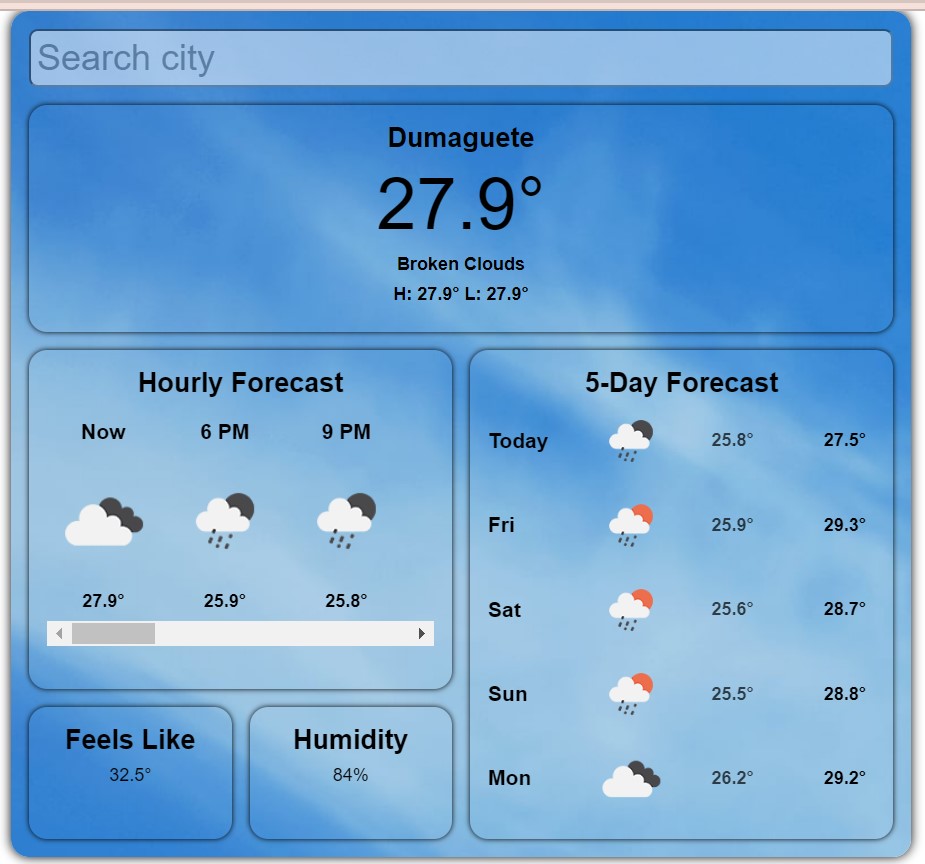 Search city
Dumaguete
27.9°
Broken Clouds
H: 27.9° L: 27.9°
Hourly Forecast
Now 6 PM 9 PM
27.9° 25.9° 25.8°
5-Day Forecast
Today 25.8° 27.5°
Fri 25.9° 29.3°
Sat 25.6° 28.7°
Sun 25.5° 28.8°
Mon 26.2° 29.2°
Feels Like
32.5°
Humidity
84%